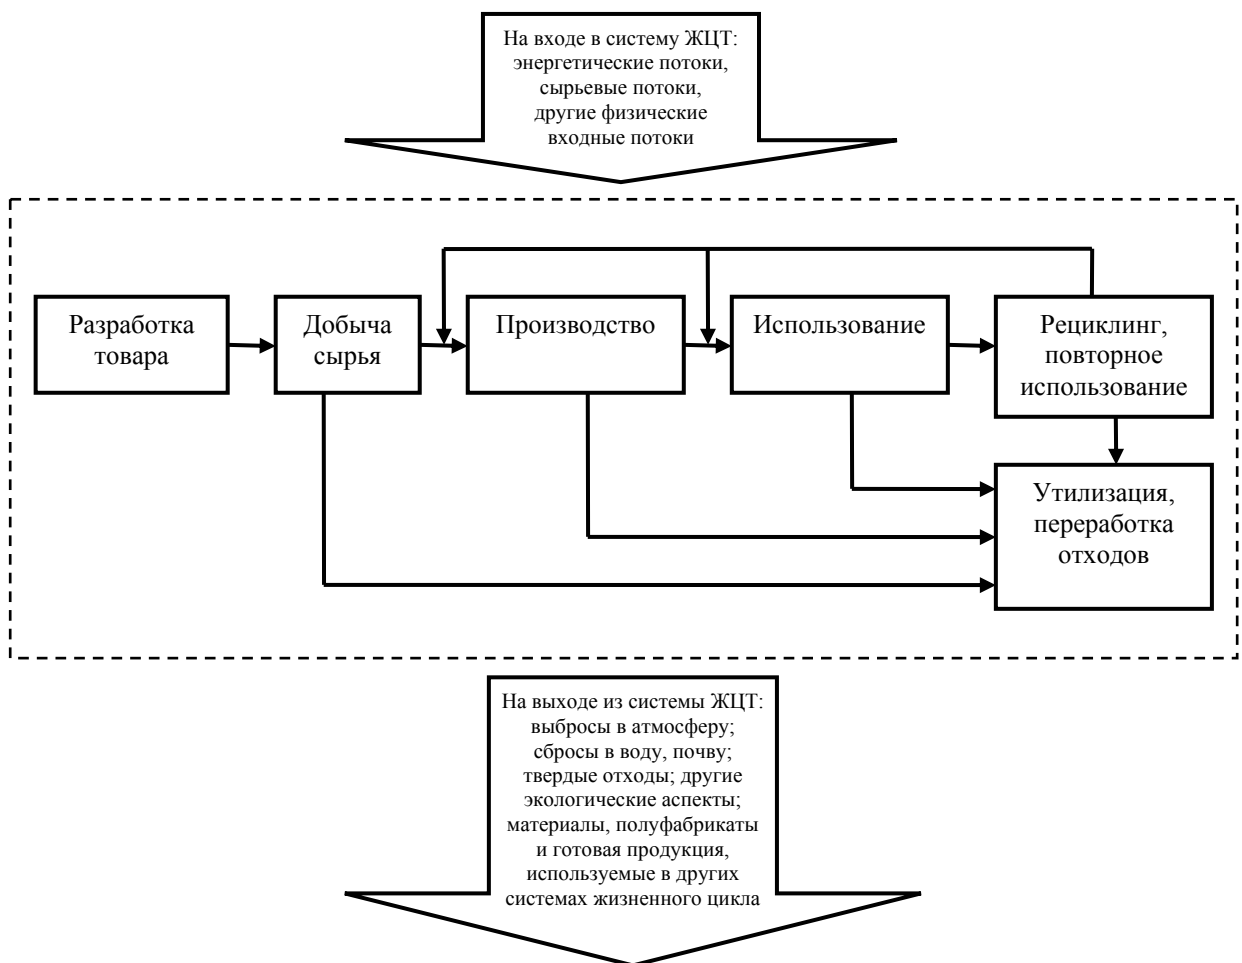 На входе в систему ЖЦТ:
энергетические потоки,
сырьевые потоки,
другие физические
входные потоки
Разработка
товара
Добыча
сырья
Производство
Использование
Рециклинг,
повторное
использование
Утилизация,
переработка
отходов
На выходе из системы ЖЦТ:
выбросы в атмосферу;
сбросы в воду, почву;
твердые отходы; другие
экологические аспекты;
материалы, полуфабрикаты
и готовая продукция,
используемые в других
системах жизненного цикла